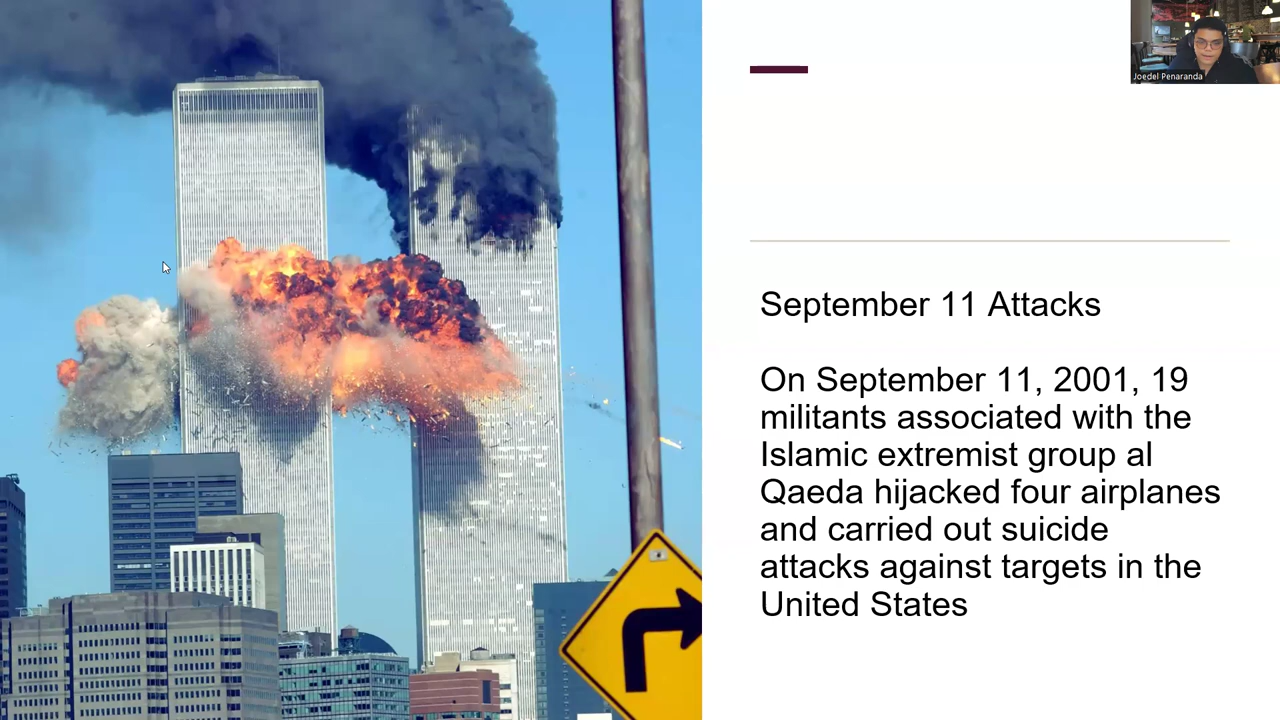 Joedel Penaranda
September 11 Attacks
On September 11, 2001, 19
militants associated with the
Islamic extremist group al
Qaeda hijacked four airplanes
and carried out suicide
attacks against targets in the
United States